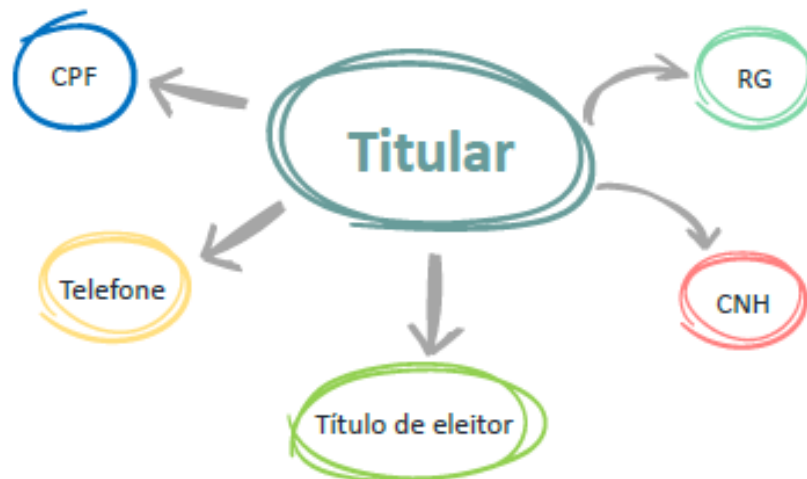 CPF
RG
Titular
Telefone
CNH
Título de eleitor